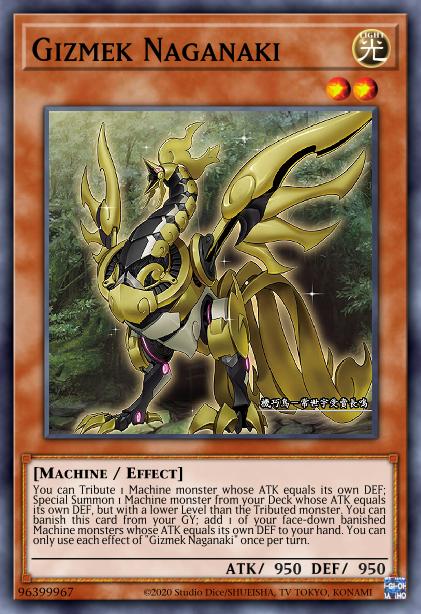 Gizmek Naganaki
LIGHT
光
機巧鳥－常世宇受賣長鳴
[Machine / Effect]
You can Tribute 1 Machine monster whose ATK equals its own DEF;
Special Summon 1 Machine monster from your Deck whose ATK equals
its own DEF, but with a lower Level than the Tributed monster. You can
banish this card from your GY; add 1 of your face-down banished
Machine monsters whose ATK equals its own DEF to your hand. You can
only use each effect of "Gizmek Naganaki" once per turn.
ATK/ 950 DEF/ 950
96399967
©2020 Studio Dice/SHUEISHA, TV TOKYO, KONAMI